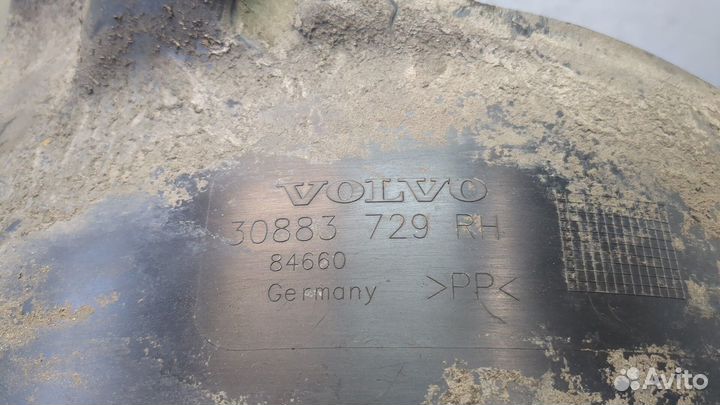 VOLVO
30883 729 RH
84660
Germany >PP<
Avito